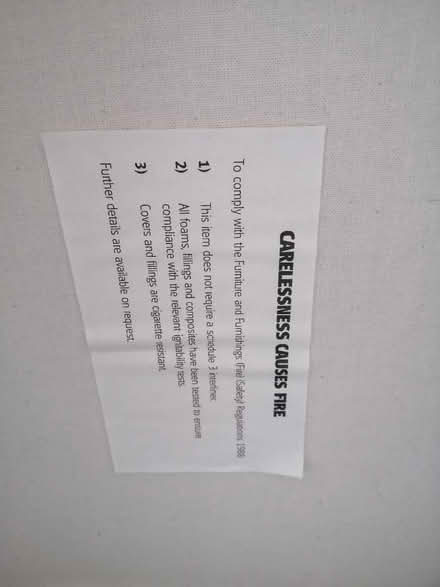 CARELESSNESS CAUSES FIRE
To comply with the Furniture and Furnishings (Fire) (Safety) Regulations 1988
1) This item does not require a schedule 3 interliner.
2) All foams, fillings and composites have been tested to ensure
compliance with the relevant ignitability tests
3) Covers and fillings are cigarette resistant
Further details are available on request.